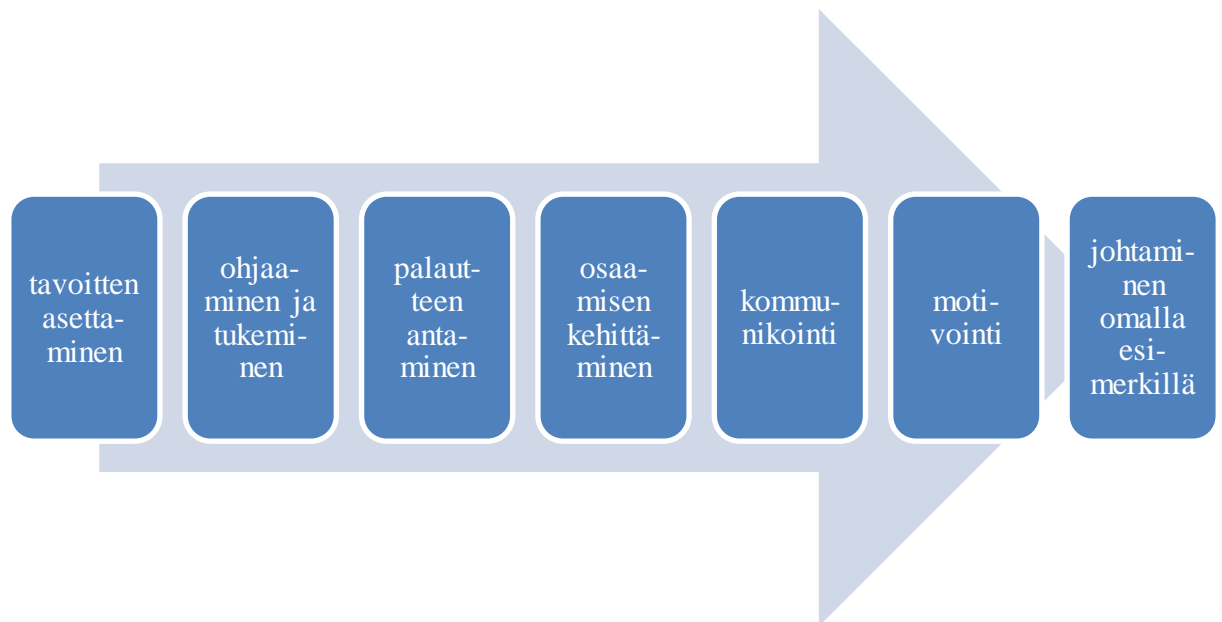 tavoitten
asetta-
minen
ohjaa-
minen ja
tukemi-
nen
palaut-
teen
anta-
minen
osaa-
misen
kehittä-
minen
kommu-
nikointi
moti-
vointi
johtami-
nen
omalla
esi-
merkillä